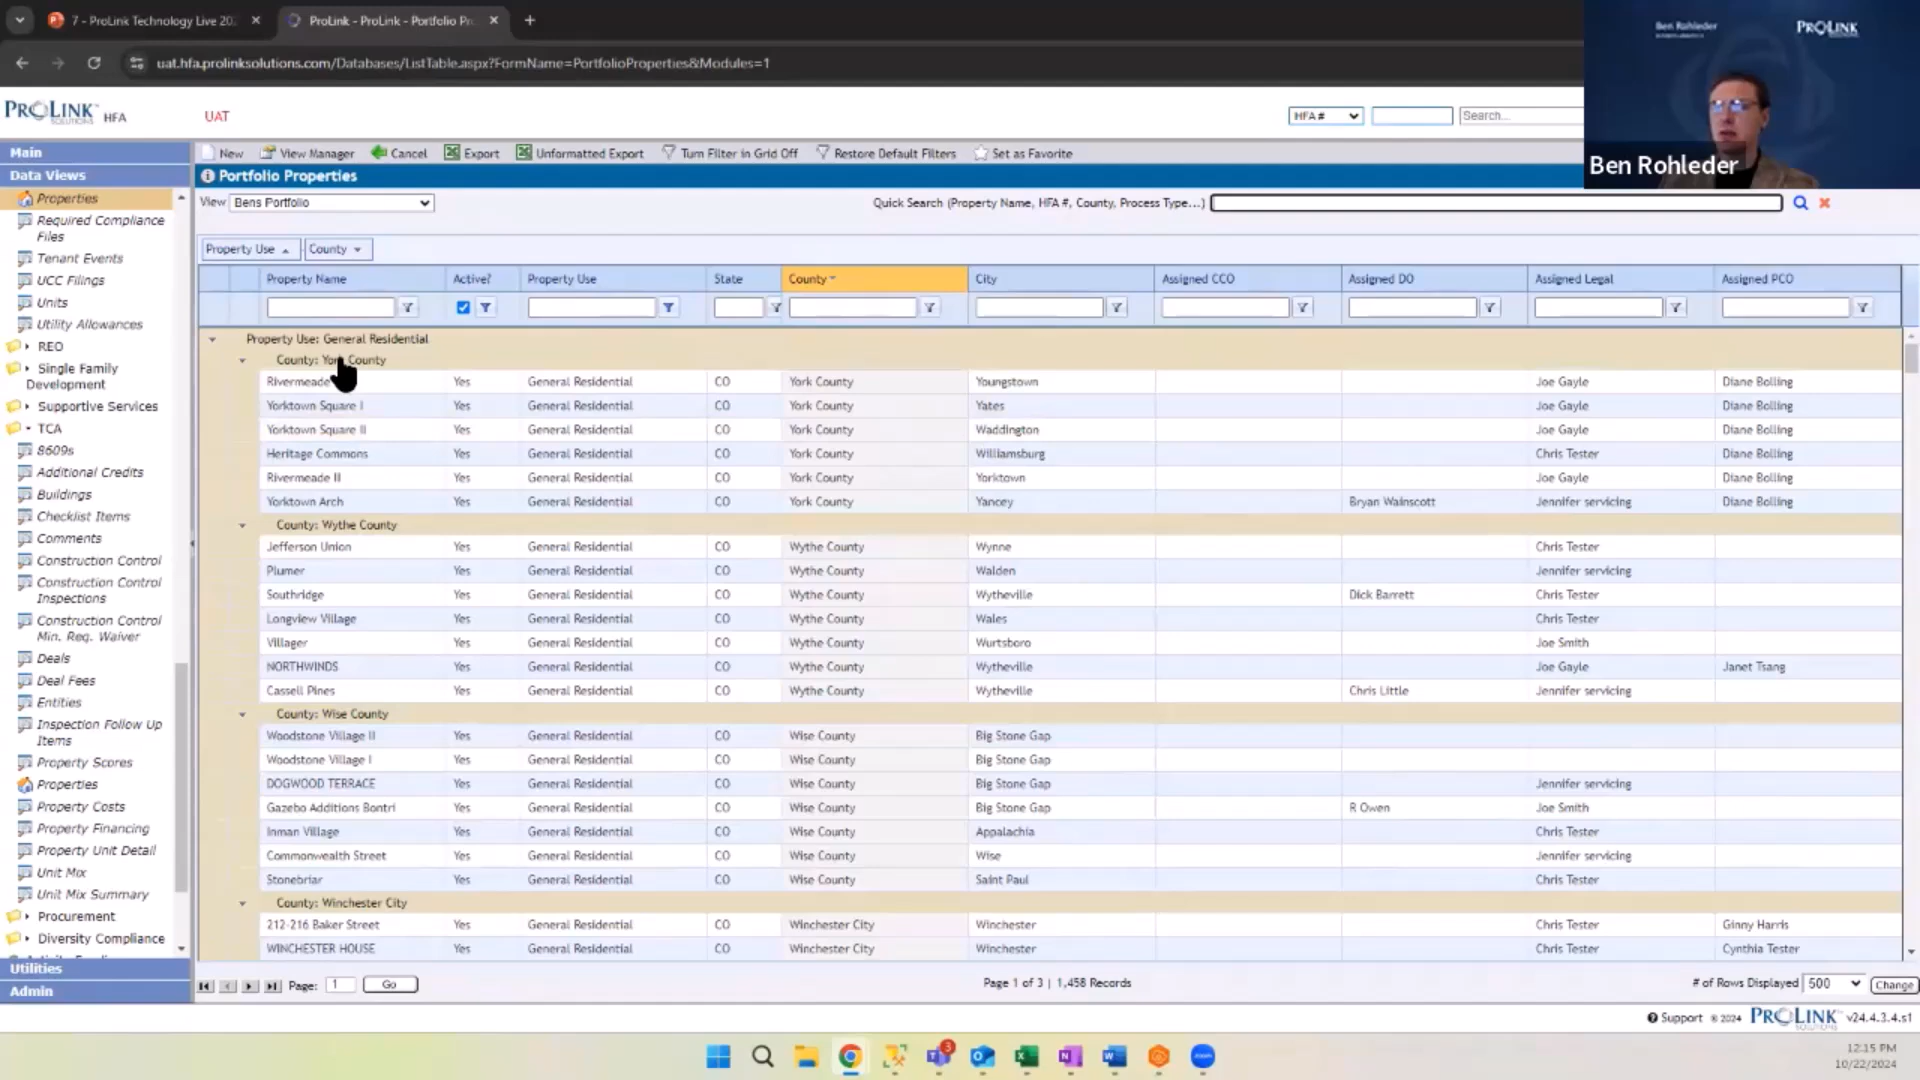 7 - ProLink Technology Live 20
ProLink - ProLink - Portfolio Pr
uat.hfa.prolinksolutions.com/Databases/ListTable.aspx?FormName=PortfolioProperties&Modules=1
Ben Rohleder
PROLINK
Ben Rohleder
PROLINK SOLUTIONS HFA
UAT
HFA #
Search...
Main
Data Views
Properties
Required Compliance
Files
Tenant Events
UCC Filings
Units
Utility Allowances
REO
Single Family
Development
Supportive Services
TCA
8609s
Additional Credits
Buildings
Checklist Items
Comments
Construction Control
Construction Control
Inspections
Construction Control
Min. Req. Waiver
Deals
Deal Fees
Entities
Inspection Follow Up
Items
Property Scores
Properties
Property Costs
Property Financing
Property Unit Detail
Unit Mix
Unit Mix Summary
Procurement
Diversity Compliance
Utilities
Admin
New View Manager Cancel Export Unformatted Export Turn Filter in Grid Off Restore Default Filters Set as Favorite
Portfolio Properties
View Bens Portfolio Quick Search (Property Name, HFA #, County, Process Type...)
Property Use County
Property Name Active? Property Use State County City Assigned CCO Assigned DO Assigned Legal Assigned PCO
Property Use: General Residential
County: York County
Rivermeade Yes General Residential CO York County Youngstown Joe Gayle Diane Bolling
Yorktown Square I Yes General Residential CO York County Yates Joe Gayle Diane Bolling
Yorktown Square II Yes General Residential CO York County Waddington Joe Gayle Diane Bolling
Heritage Commons Yes General Residential CO York County Williamsburg Chris Tester Diane Bolling
Rivermeade II Yes General Residential CO York County Yorktown Joe Gayle Diane Bolling
Yorktown Arch Yes General Residential CO York County Yancey Bryan Wainscott Jennifer servicing Diane Bolling
County: Wythe County
Jefferson Union Yes General Residential CO Wythe County Wynne Chris Tester
Plumer Yes General Residential CO Wythe County Walden Jennifer servicing
Southridge Yes General Residential CO Wythe County Wytheville Dick Barrett Chris Tester
Longview Village Yes General Residential CO Wythe County Wales Chris Tester
Villager Yes General Residential CO Wythe County Wurtsboro Joe Smith
NORTHWINDS Yes General Residential CO Wythe County Wytheville Joe Gayle Janet Tsang
Cassell Pines Yes General Residential CO Wythe County Wytheville Chris Little Jennifer servicing
County: Wise County
Woodstone Village II Yes General Residential CO Wise County Big Stone Gap
Woodstone Village I Yes General Residential CO Wise County Big Stone Gap
DOGWOOD TERRACE Yes General Residential CO Wise County Big Stone Gap Jennifer servicing
Gazebo Additions Bontri Yes General Residential CO Wise County Big Stone Gap R Owen Joe Smith
Inman Village Yes General Residential CO Wise County Appalachia Chris Tester
Commonwealth Street Yes General Residential CO Wise County Wise Jennifer servicing
Stonebriar Yes General Residential CO Wise County Saint Paul Chris Tester
County: Winchester City
212-216 Baker Street Yes General Residential CO Winchester City Winchester Chris Tester Ginny Harris
WINCHESTER HOUSE Yes General Residential CO Winchester City Winchester Chris Tester Cynthia Tester
Page: 1 Go Page 1 of 3 | 1,458 Records # of Rows Displayed 500 Change
Support © 2024 PROLINK SOLUTIONS v24.4.3.4.s1
3
12:15 PM
10/22/2024